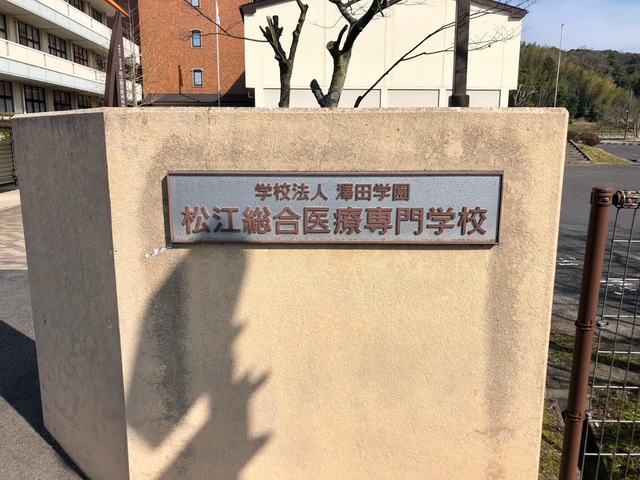 学校法人 澤田学園
松江総合医療専門学校